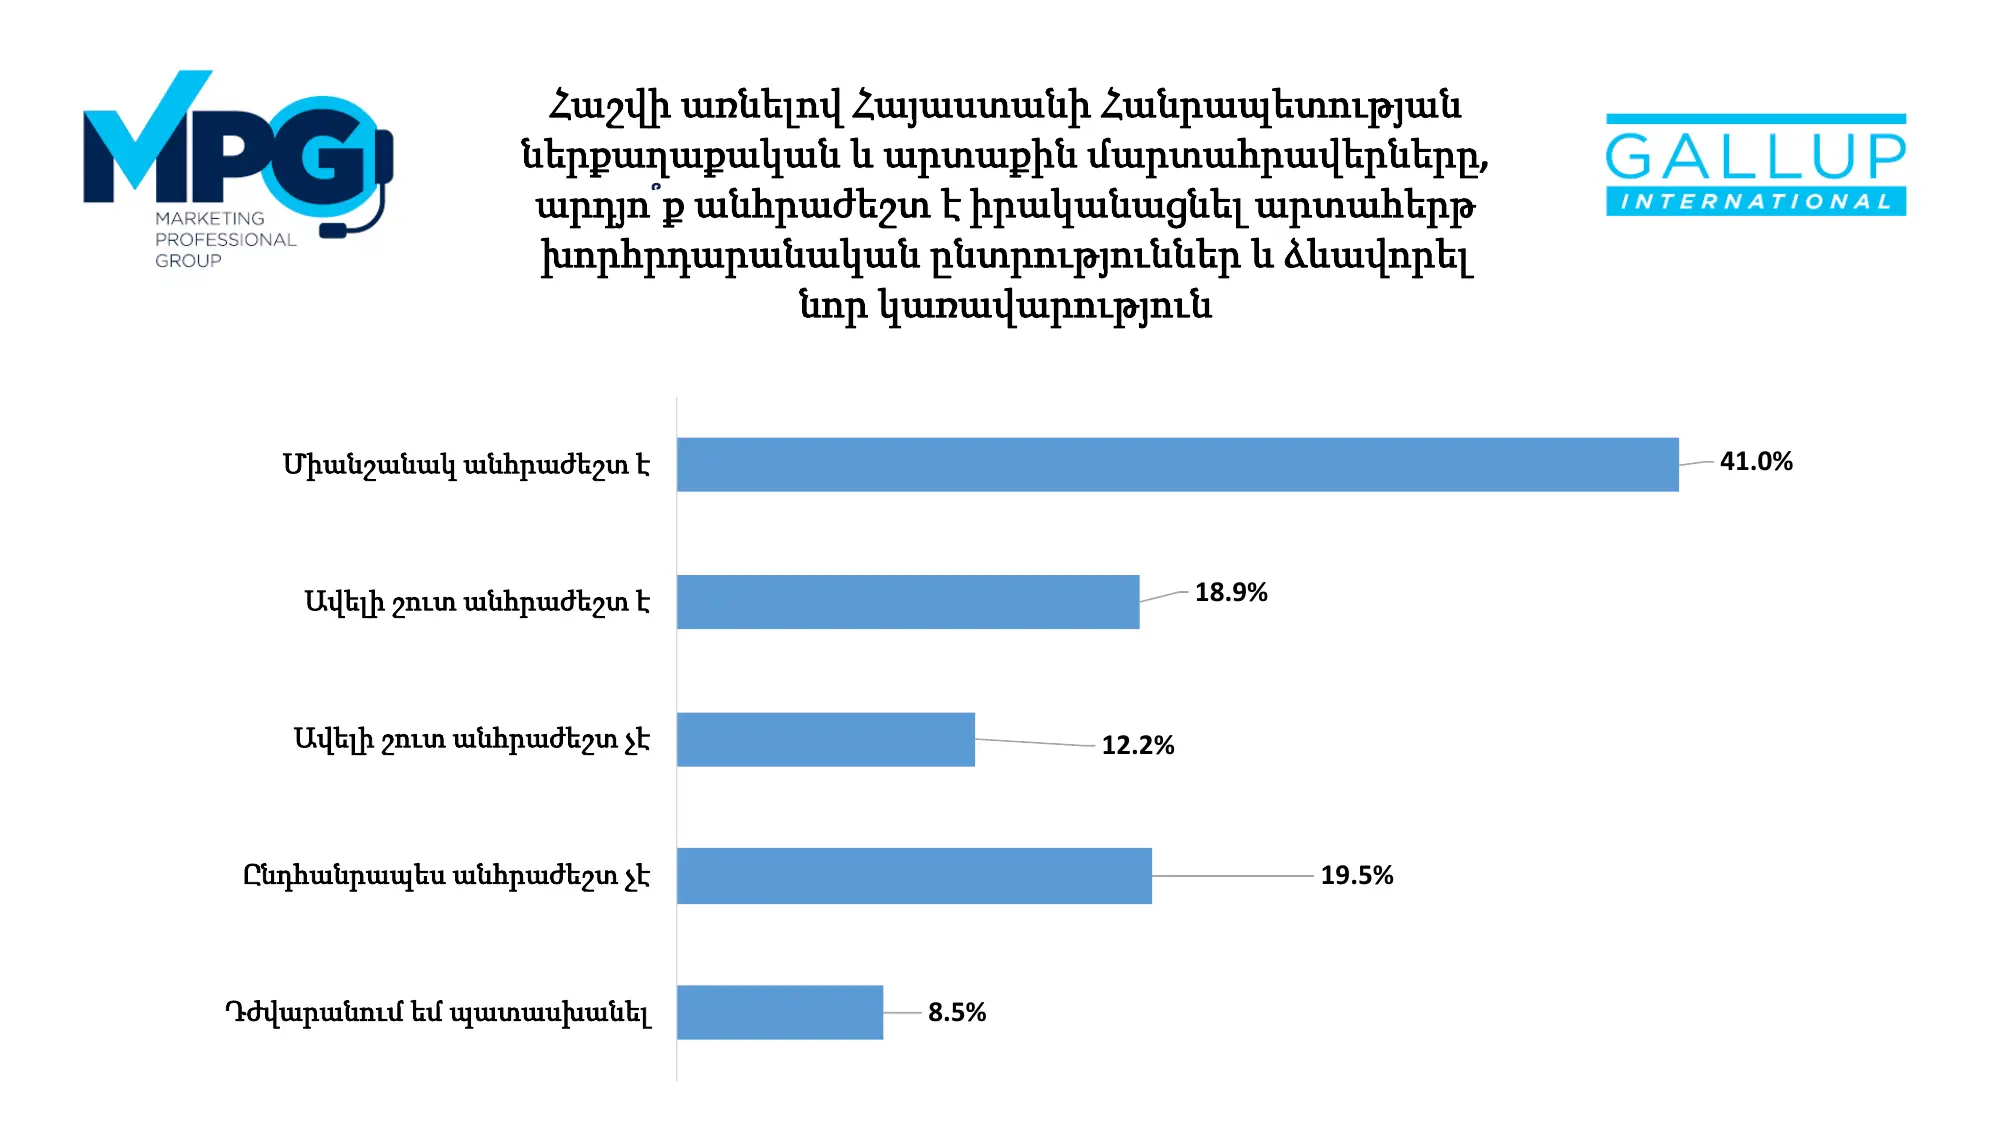 MPG
MARKETING
PROFESSIONAL
GROUP
Հաշվի առնելով Հայաստանի Հանրապետության
ներքաղաքական և արտաքին մարտահրավերները,
արդյո՞ք անհրաժեշտ է իրականացնել արտահերթ
խորհրդարանական ընտրություններ և ձևավորել
նոր կառավարություն
GALLUP
INTERNATIONAL
Միանշանակ անհրաժեշտ է
41.0%
Ավելի շուտ անհրաժեշտ է
18.9%
Ավելի շուտ անհրաժեշտ չէ
12.2%
Ընդհանրապես անհրաժեշտ չէ
19.5%
Դժվարանում եմ պատասխանել
8.5%